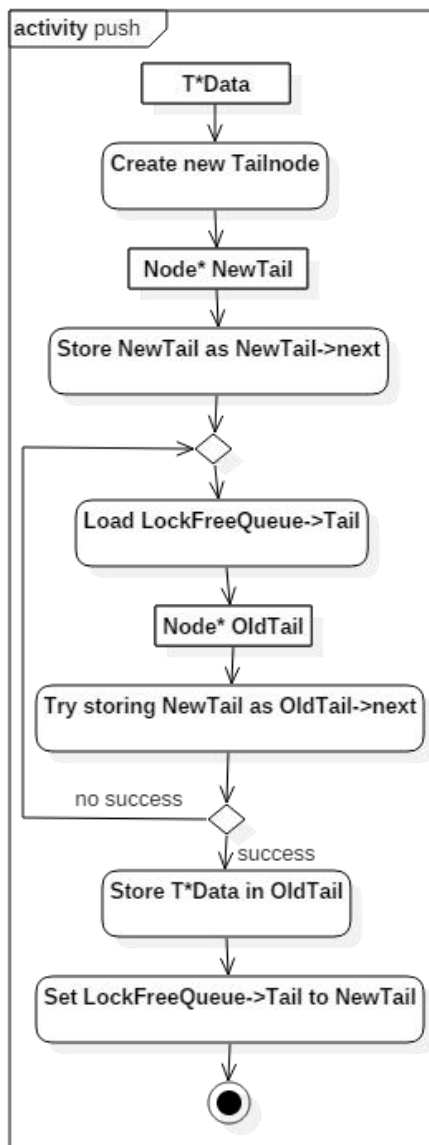 activity push
T*Data
Create new Tailnode
Node* NewTail
Store NewTail as NewTail->next
Load LockFreeQueue->Tail
Node* OldTail
Try storing NewTail as OldTail->next
no success
success
Store T*Data in OldTail
Set LockFreeQueue->Tail to NewTail